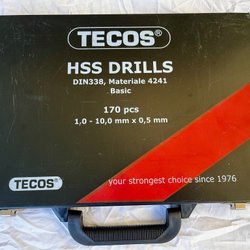 TECOS®
HSS DRILLS
DIN338, Materiale 4241
Basic
170 pcs
1,0 - 10,0 mm x 0,5 mm
TECOS®
your strongest choice since 1976